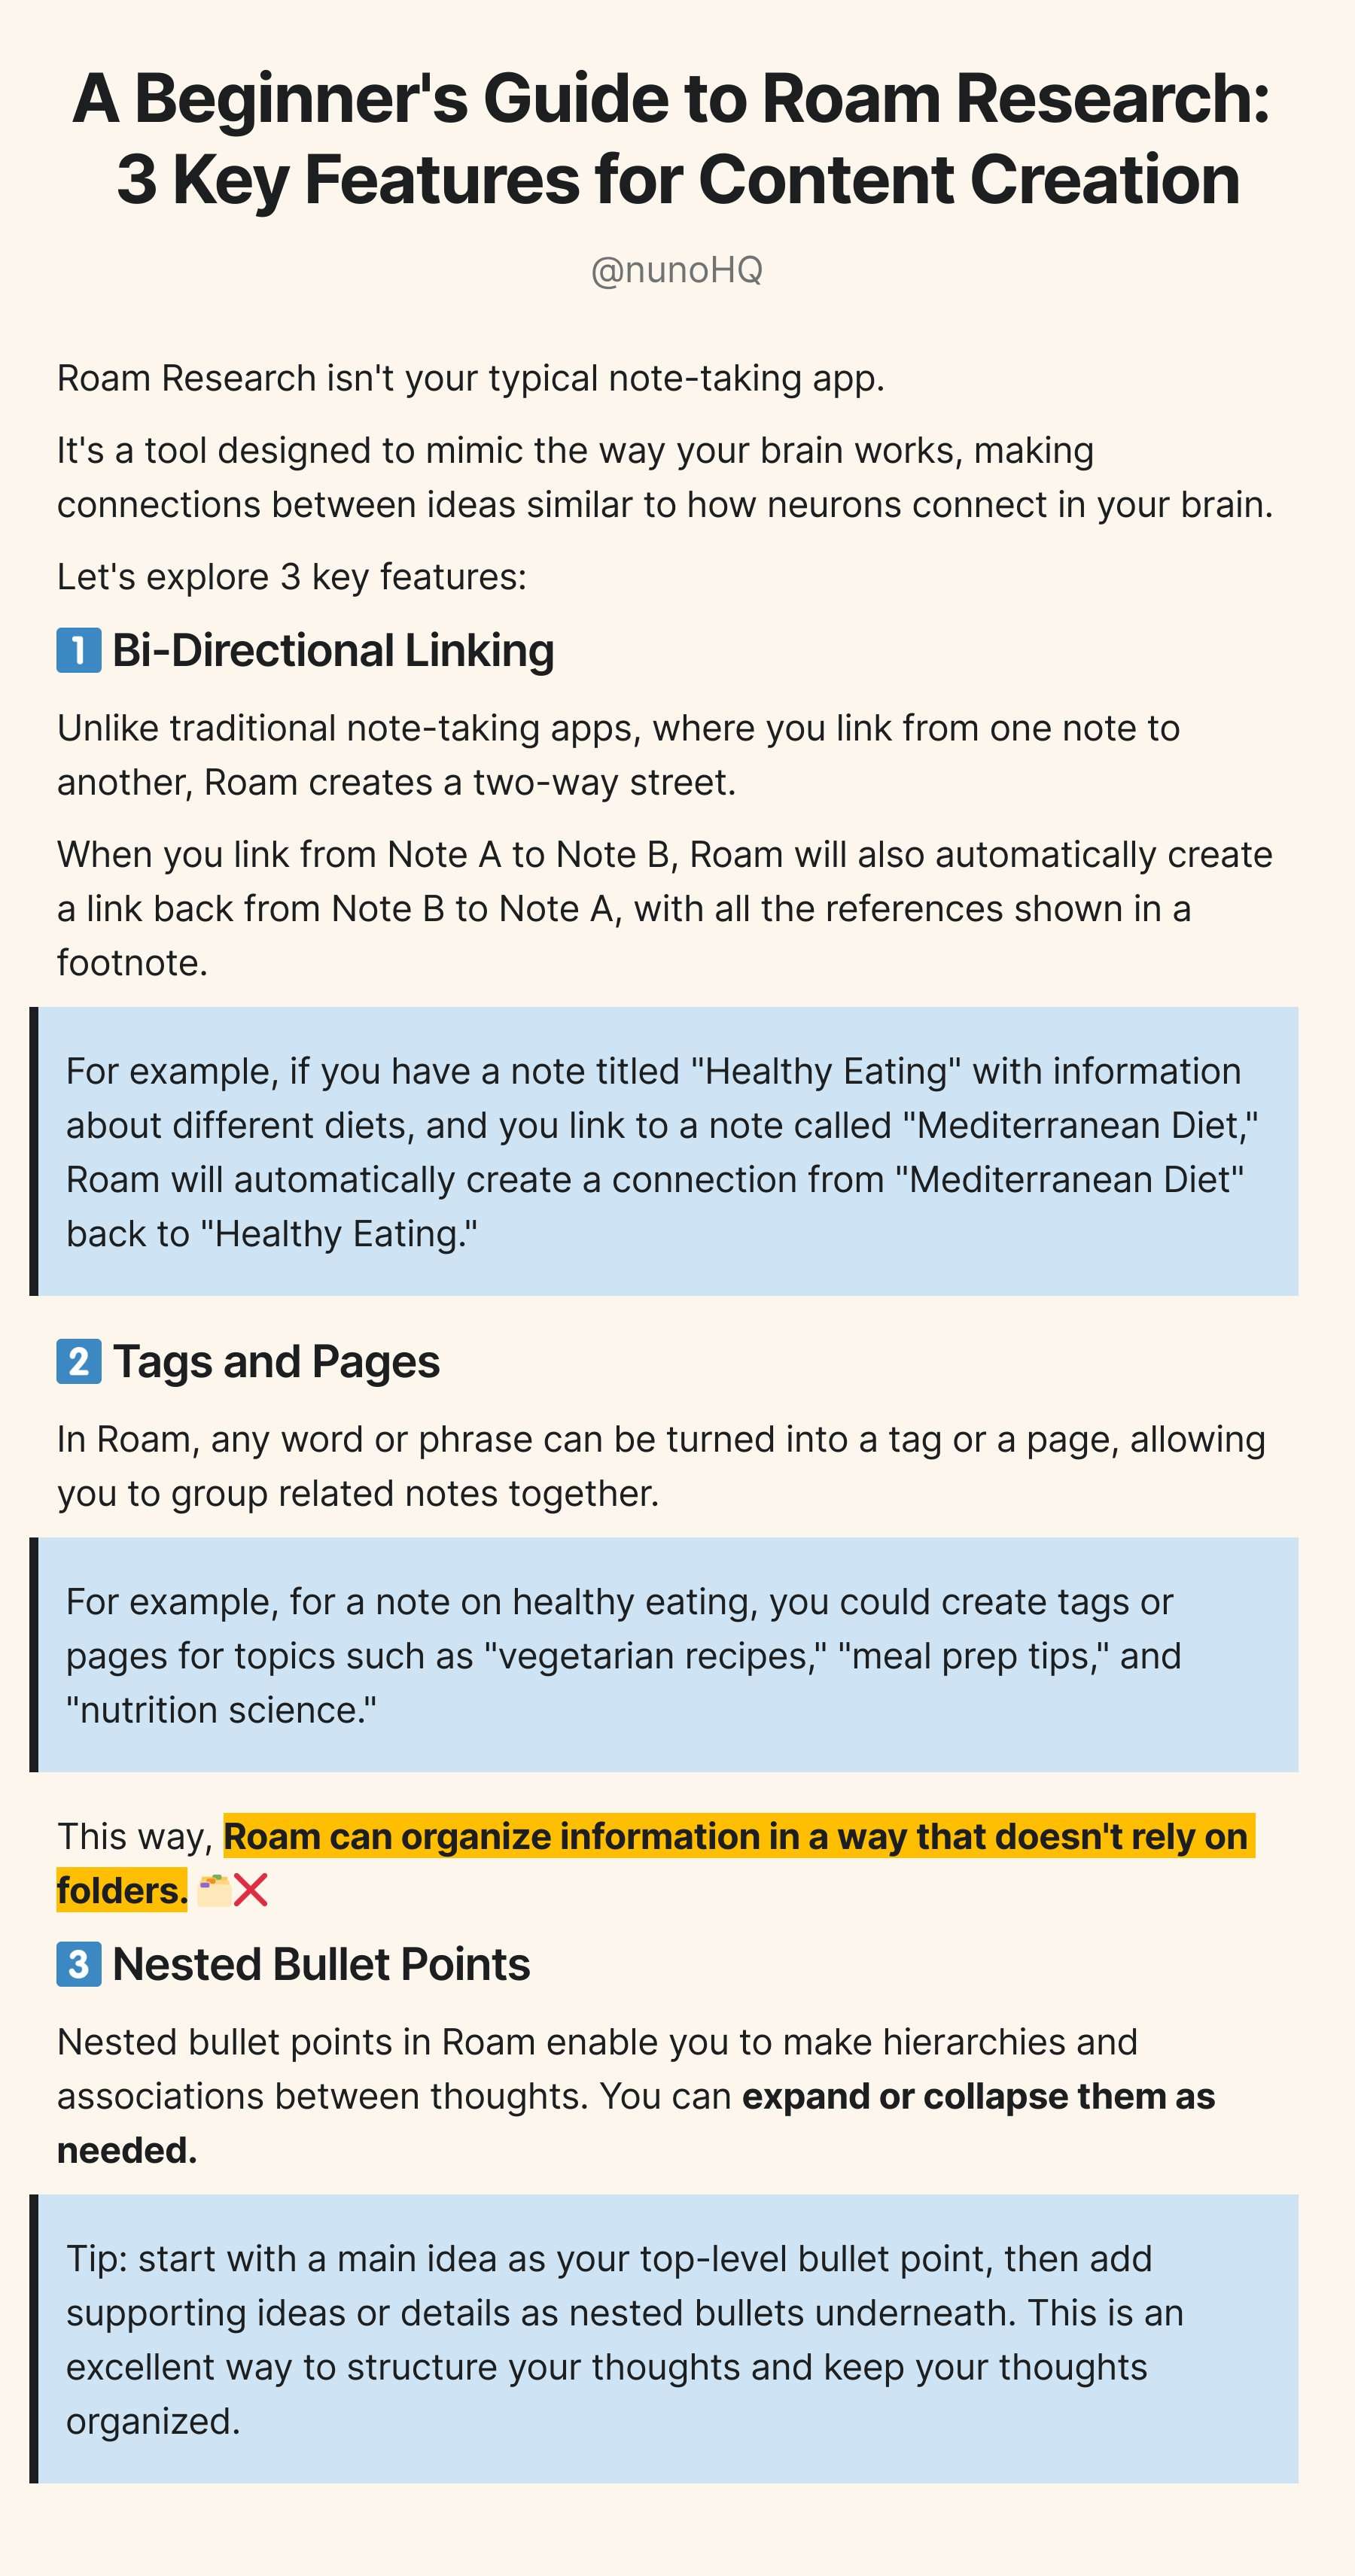 A Beginner's Guide to Roam Research:
3 Key Features for Content Creation
@nunoHQ
Roam Research isn't your typical note-taking app.
It's a tool designed to mimic the way your brain works, making
connections between ideas similar to how neurons connect in your brain.
Let's explore 3 key features:
1 Bi-Directional Linking
Unlike traditional note-taking apps, where you link from one note to
another, Roam creates a two-way street.
When you link from Note A to Note B, Roam will also automatically create
a link back from Note B to Note A, with all the references shown in a
footnote.
For example, if you have a note titled "Healthy Eating" with information
about different diets, and you link to a note called "Mediterranean Diet,"
Roam will automatically create a connection from "Mediterranean Diet"
back to "Healthy Eating."
2 Tags and Pages
In Roam, any word or phrase can be turned into a tag or a page, allowing
you to group related notes together.
For example, for a note on healthy eating, you could create tags or
pages for topics such as "vegetarian recipes," "meal prep tips," and
"nutrition science."
This way, Roam can organize information in a way that doesn't rely on
folders. 🗂️❌
3 Nested Bullet Points
Nested bullet points in Roam enable you to make hierarchies and
associations between thoughts. You can expand or collapse them as
needed.
Tip: start with a main idea as your top-level bullet point, then add
supporting ideas or details as nested bullets underneath. This is an
excellent way to structure your thoughts and keep your thoughts
organized.